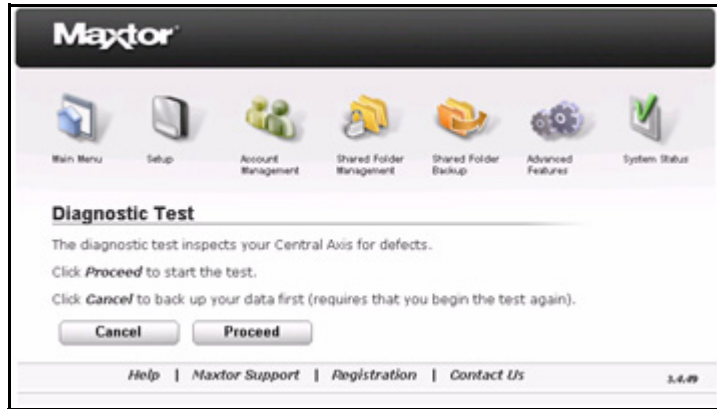 Maxtor
Main Menu
Setup
Account Management
Shared Folder Management
Shared Folder Backup
Advanced Features
System Status
Diagnostic Test
The diagnostic test inspects your Central Axis for defects.
Click Proceed to start the test.
Click Cancel to back up your data first (requires that you begin the test again).
Cancel
Proceed
Help | Maxtor Support | Registration | Contact Us
3.4.49